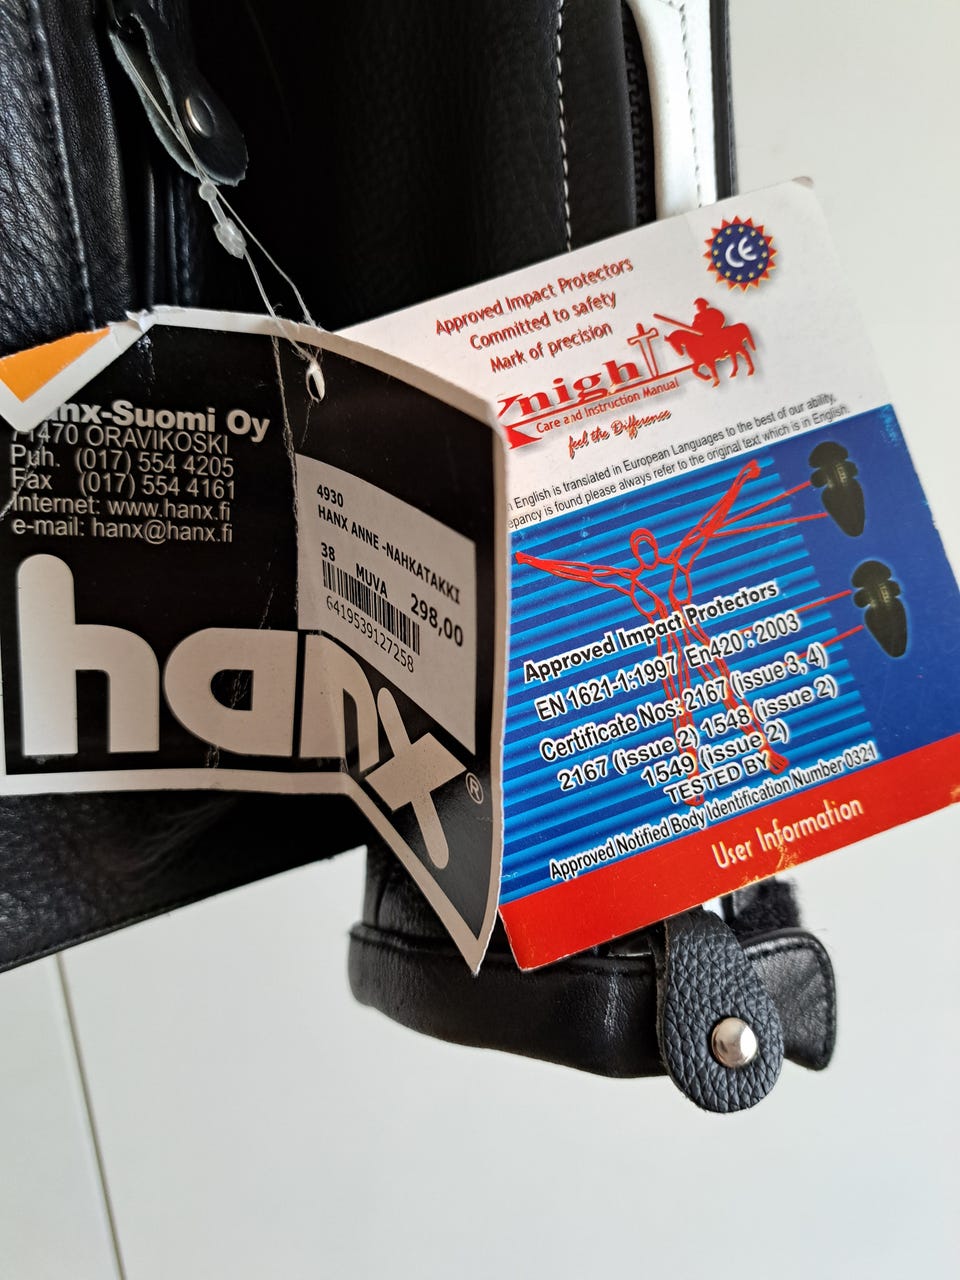 Hanx-Suomi Oy
71470 ORAVIKOSKI
Puh. (017) 554 4205
Fax (017) 554 4161
Internet: www.hanx.fi
e-mail: hanx@hanx.fi
4930
HANX ANNE -NAHKATAKKI
38 MUVA 298,00
6419539127258
hanx®
CE
Approved Impact Protectors
Committed to safety
Mark of precision
Knight
Care and Instruction Manual
feel the Difference
English is translated in European Languages to the best of our ability.
epancy is found please always refer to the original text which is in English.
Approved Impact Protectors
EN 1621-1:1997 En420 : 2003
Certificate Nos: 2167 (issue 3, 4)
2167 (issue 2) 1548 (issue 2)
1549 (issue 2)
TESTED BY
Approved Notified Body Identification Number 0321
User Information